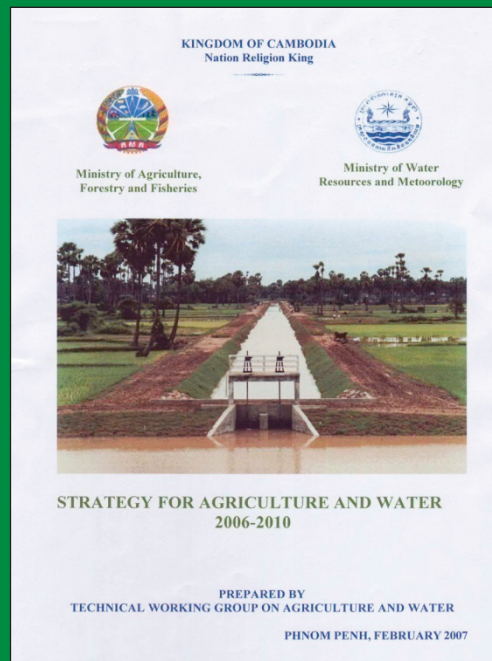 KINGDOM OF CAMBODIA
Nation Religion King
Ministry of Agriculture,
Forestry and Fisheries
Ministry of Water
Resources and Metoorology
STRATEGY FOR AGRICULTURE AND WATER
2006-2010
PREPARED BY
TECHNICAL WORKING GROUP ON AGRICULTURE AND WATER
PHNOM PENH, FEBRUARY 2007